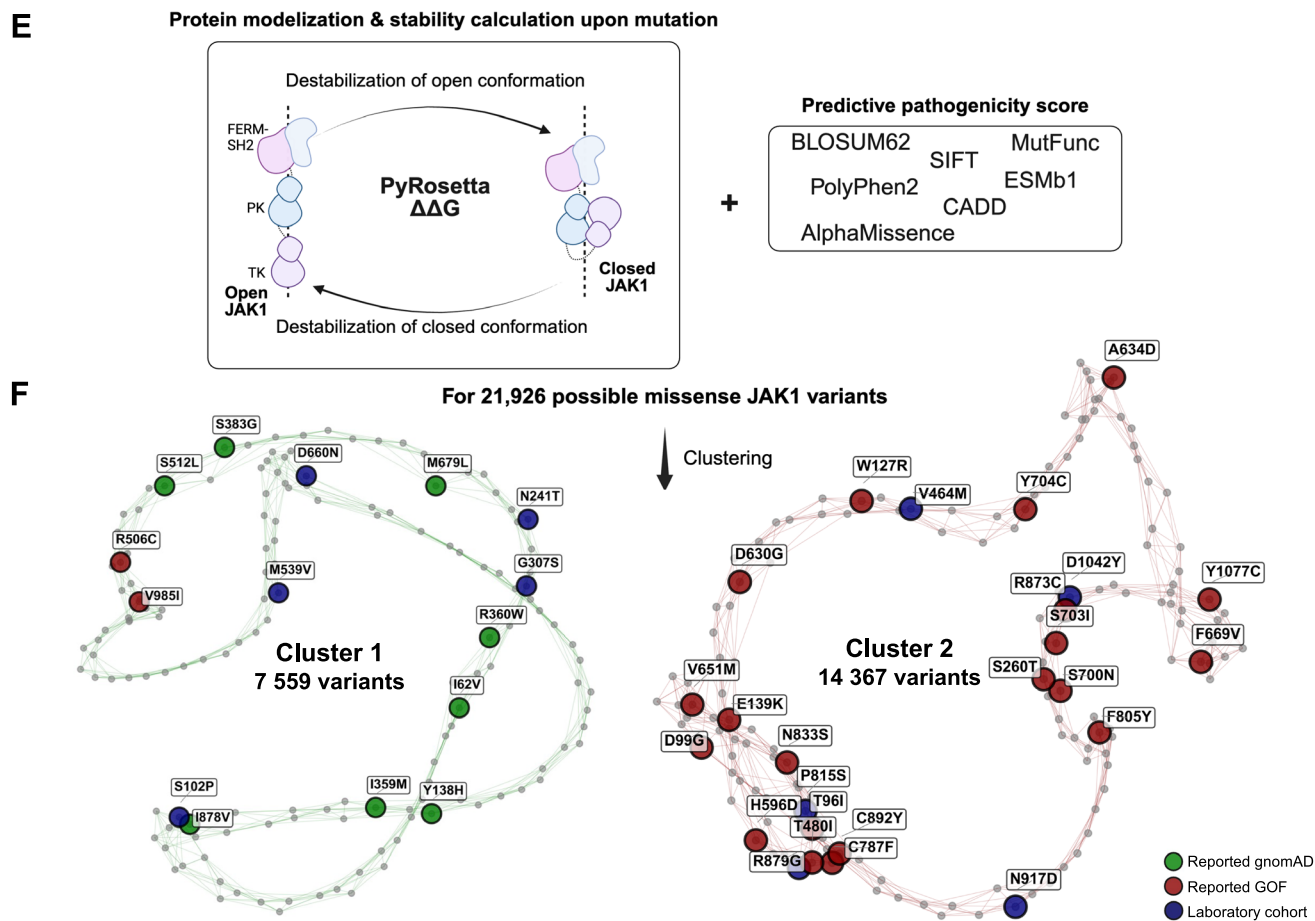 E
Protein modelization & stability calculation upon mutation
Destabilization of open conformation
FERM-
SH2
PK
TK
Open
JAK1
PyRosetta
ΔΔG
Closed
JAK1
Destabilization of closed conformation
+
Predictive pathogenicity score
BLOSUM62
MutFunc
SIFT
PolyPhen2
ESMb1
CADD
AlphaMissence
F
For 21,926 possible missense JAK1 variants
Clustering
S383G
S512L
D660N
M679L
N241T
R506C
V985I
M539V
G307S
R360W
Cluster 1
7 559 variants
I62V
I359M
Y138H
S102P
I878V
A634D
W127R
V464M
Y704C
D630G
D1042Y
R873C
S703I
Y1077C
F669V
Cluster 2
14 367 variants
S260T
S700N
V651M
E139K
D99G
N833S
F805Y
P815S
H596D
T96I
T480I
C892Y
C787F
R879G
N917D
Reported gnomAD
Reported GOF
Laboratory cohort